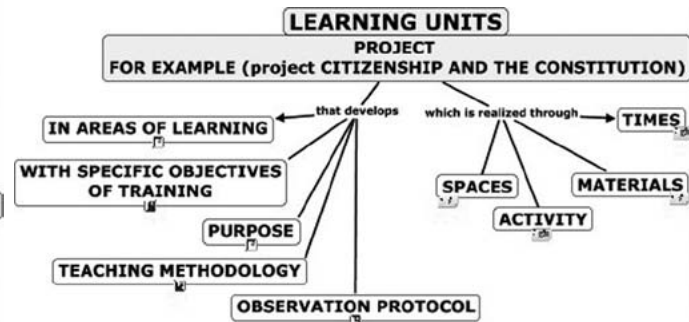 LEARNING UNITS
PROJECT
FOR EXAMPLE (project CITIZENSHIP AND THE CONSTITUTION)
that develops
which is realized through
TIMES
IN AREAS OF LEARNING
WITH SPECIFIC OBJECTIVES
OF TRAINING
SPACES
MATERIALS
ACTIVITY
PURPOSE
TEACHING METHODOLOGY
OBSERVATION PROTOCOL